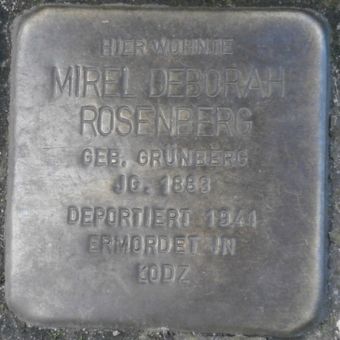 HIER WOHNTE
MIREL DEBORAH
ROSENBERG
GEB. GRÜNBERG
JG. 1883
DEPORTIERT 1941
ERMORDET IN
ŁODZ